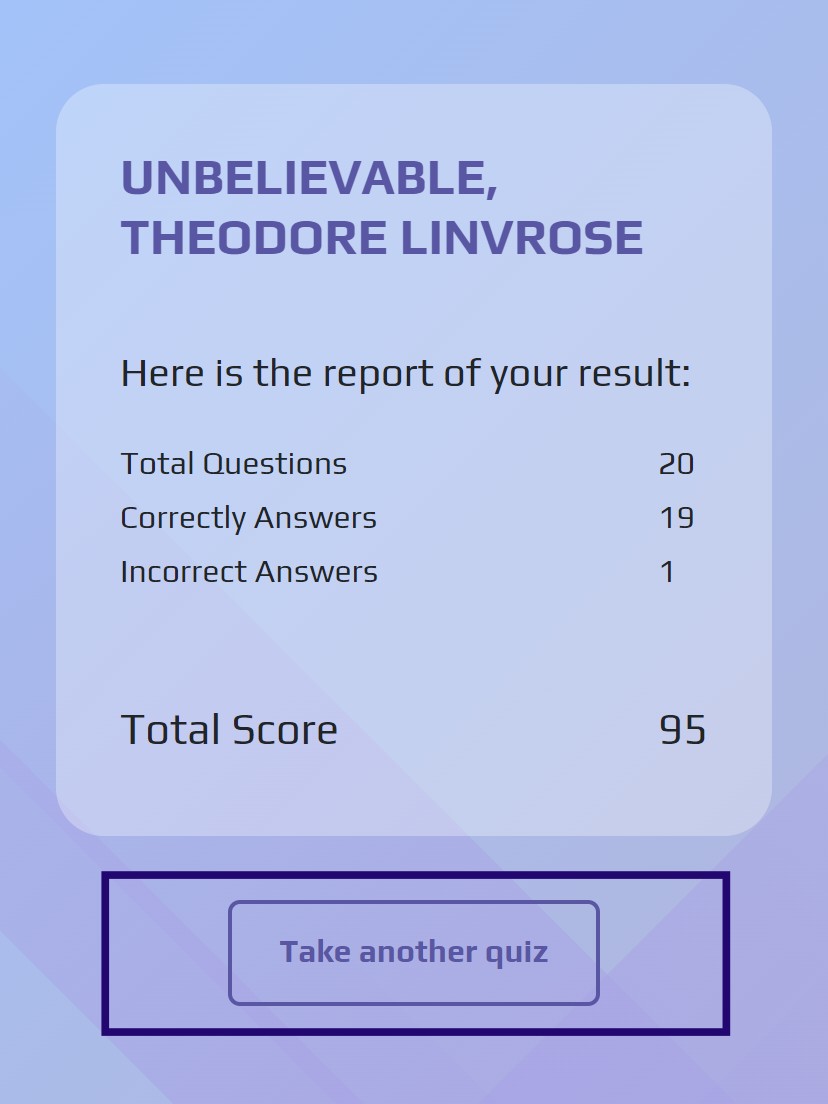 UNBELIEVABLE,
THEODORE LINVROSE
Here is the report of your result:
Total Questions 20
Correctly Answers 19
Incorrect Answers 1
Total Score 95
Take another quiz